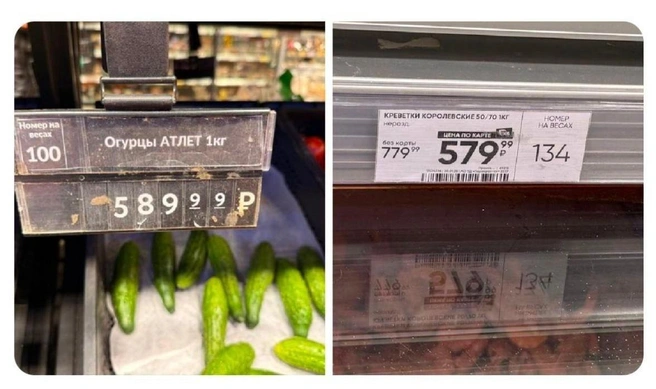 Номер на
весах
100
Огурцы АТЛЕТ 1кг
589 99 ₽
КРЕВЕТКИ КОРОЛЕВСКИЕ 50/70 1КГ
ЦЕНА ПО КАРТЕ
без карты
779 99
579 99 ₽
НОМЕР
НА ВЕСАХ
134